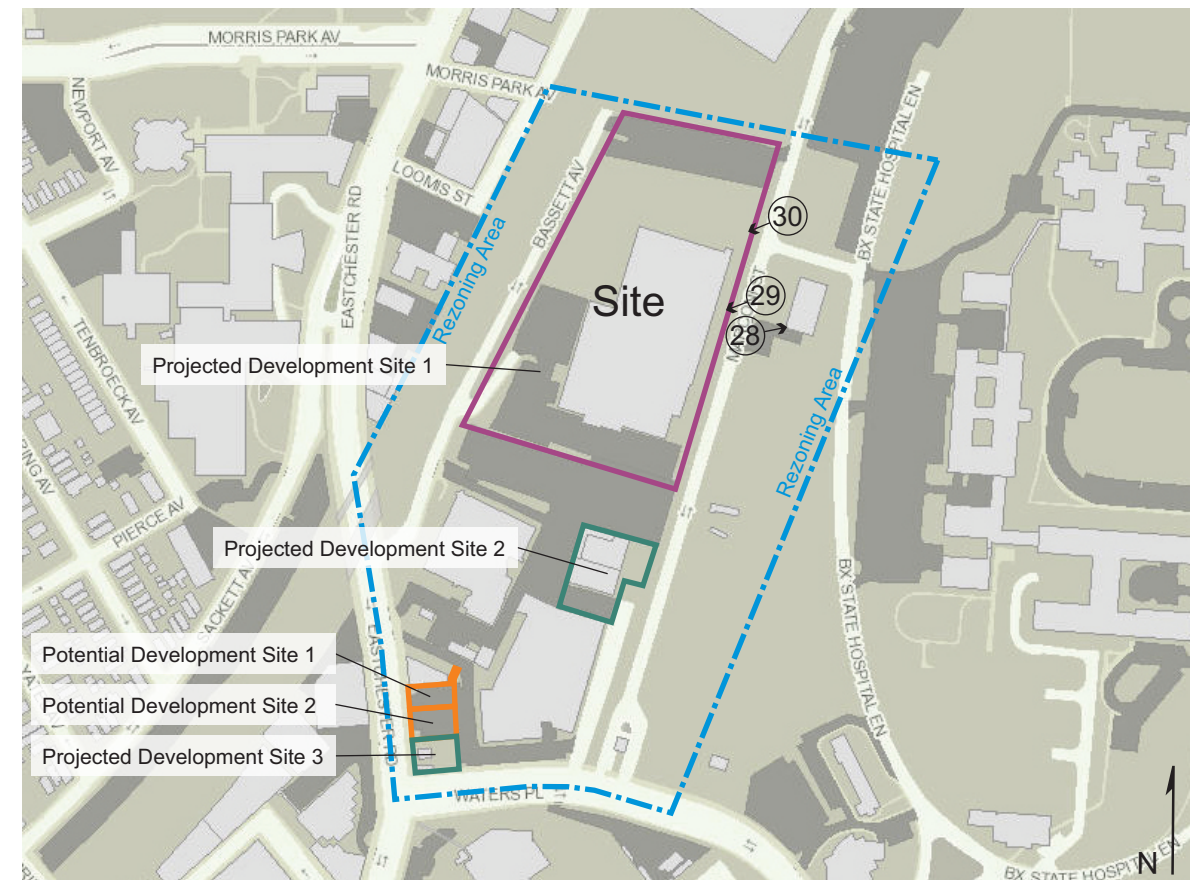 MORRIS PARK AV
MORRIS PARK AV
NEWPORT AV
LOOMIS ST
BASSETT AV
EASTCHESTER RD
BX STATE HOSPITAL EN
Rezoning Area
30
Site
29
28
TENBROECK AV
Projected Development Site 1
Rezoning Area
PIERCE AV
Projected Development Site 2
BX STATE HOSPITAL EN
Potential Development Site 1
Potential Development Site 2
Projected Development Site 3
WATERS PL
BX STATE HOSPITAL EN
N